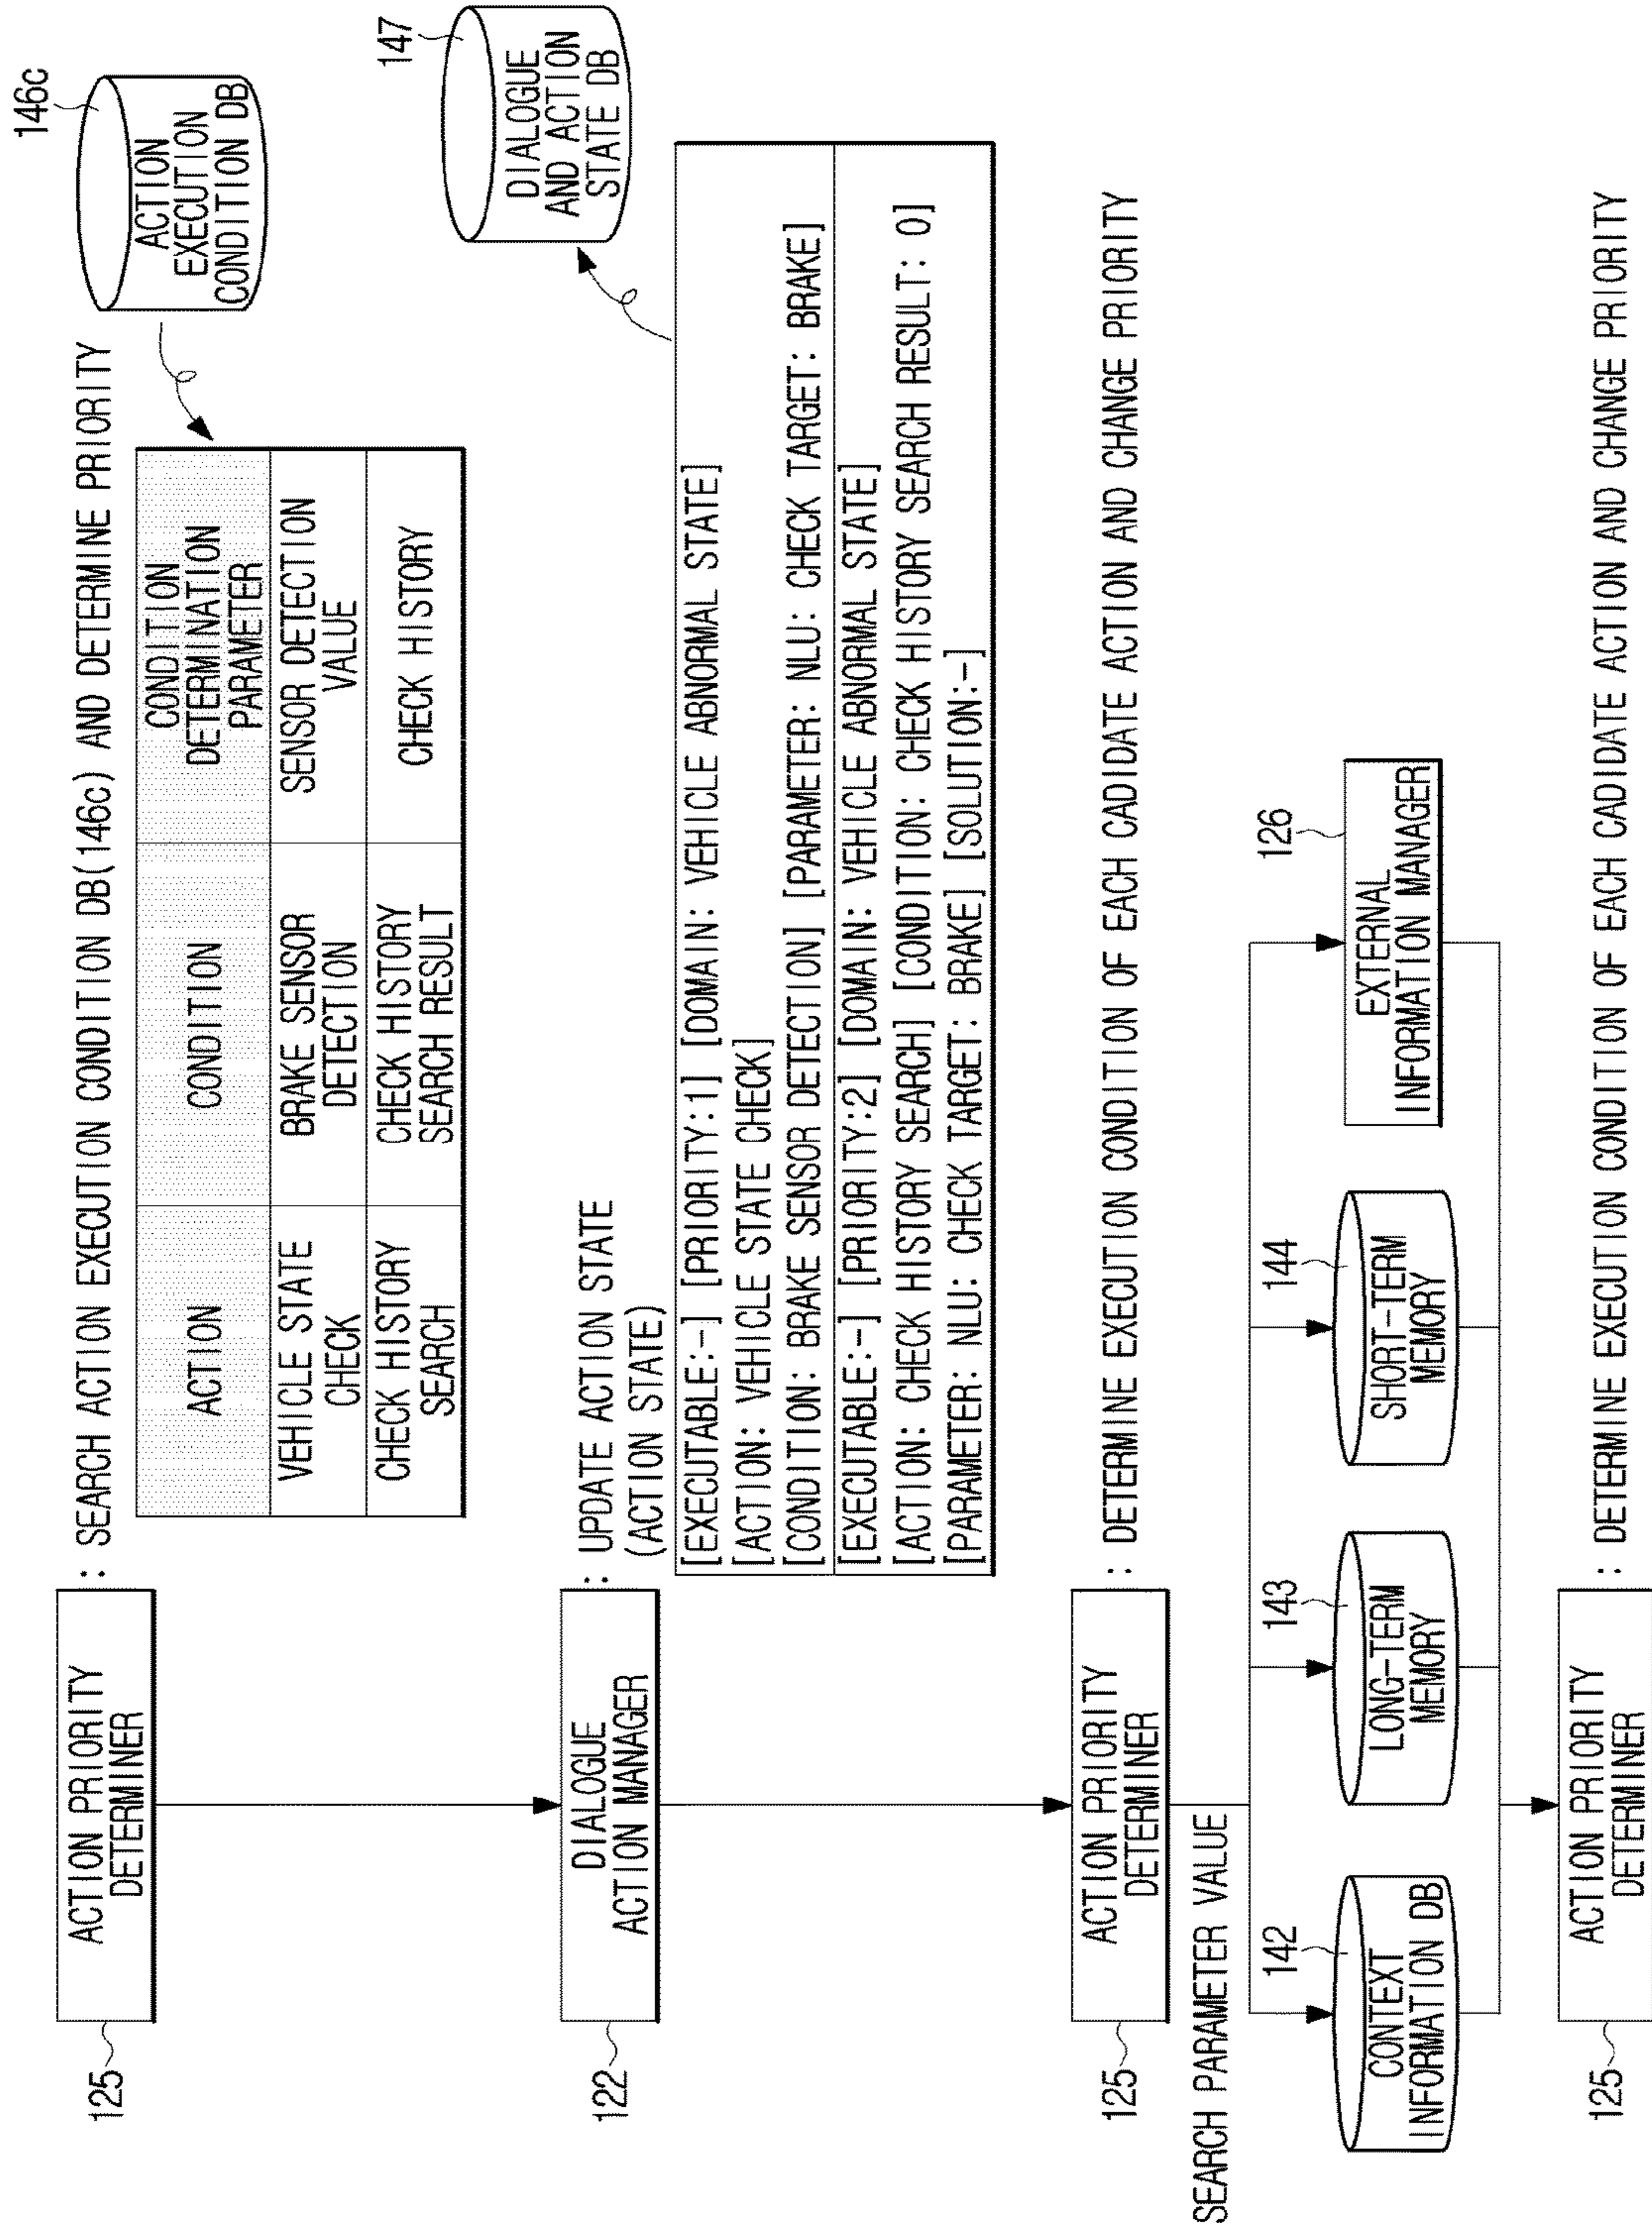 146c
ACTION
EXECUTION
CONDITION DB
125
ACTION PRIORITY
DETERMINER
: SEARCH ACTION EXECUTION CONDITION DB(146c) AND DETERMINE PRIORITY
ACTION
CONDITION
CONDITION
DETERMINATION
PARAMETER
VEHICLE STATE
CHECK
BRAKE SENSOR
DETECTION
SENSOR DETECTION
VALUE
CHECK HISTORY
SEARCH
CHECK HISTORY
SEARCH RESULT
CHECK HISTORY
147
DIALOGUE
AND ACTION
STATE DB
122
DIALOGUE
ACTION MANAGER
: UPDATE ACTION STATE
(ACTION STATE)
[EXECUTABLE:-] [PRIORITY:1] [DOMAIN: VEHICLE ABNORMAL STATE]
[ACTION: VEHICLE STATE CHECK]
[CONDITION: BRAKE SENSOR DETECTION] [PARAMETER: NLU: CHECK TARGET: BRAKE]
[EXECUTABLE:-] [PRIORITY:2] [DOMAIN: VEHICLE ABNORMAL STATE]
[ACTION: CHECK HISTORY SEARCH] [CONDITION: CHECK HISTORY SEARCH RESULT: 0]
[PARAMETER: NLU: CHECK TARGET: BRAKE] [SOLUTION:-]
125
ACTION PRIORITY
DETERMINER
: DETERMINE EXECUTION CONDITION OF EACH CADIDATE ACTION AND CHANGE PRIORITY
SEARCH PARAMETER VALUE
142
CONTEXT
INFORMATION DB
143
LONG-TERM
MEMORY
144
SHORT-TERM
MEMORY
126
EXTERNAL
INFORMATION MANAGER
125
ACTION PRIORITY
DETERMINER
: DETERMINE EXECUTION CONDITION OF EACH CADIDATE ACTION AND CHANGE PRIORITY